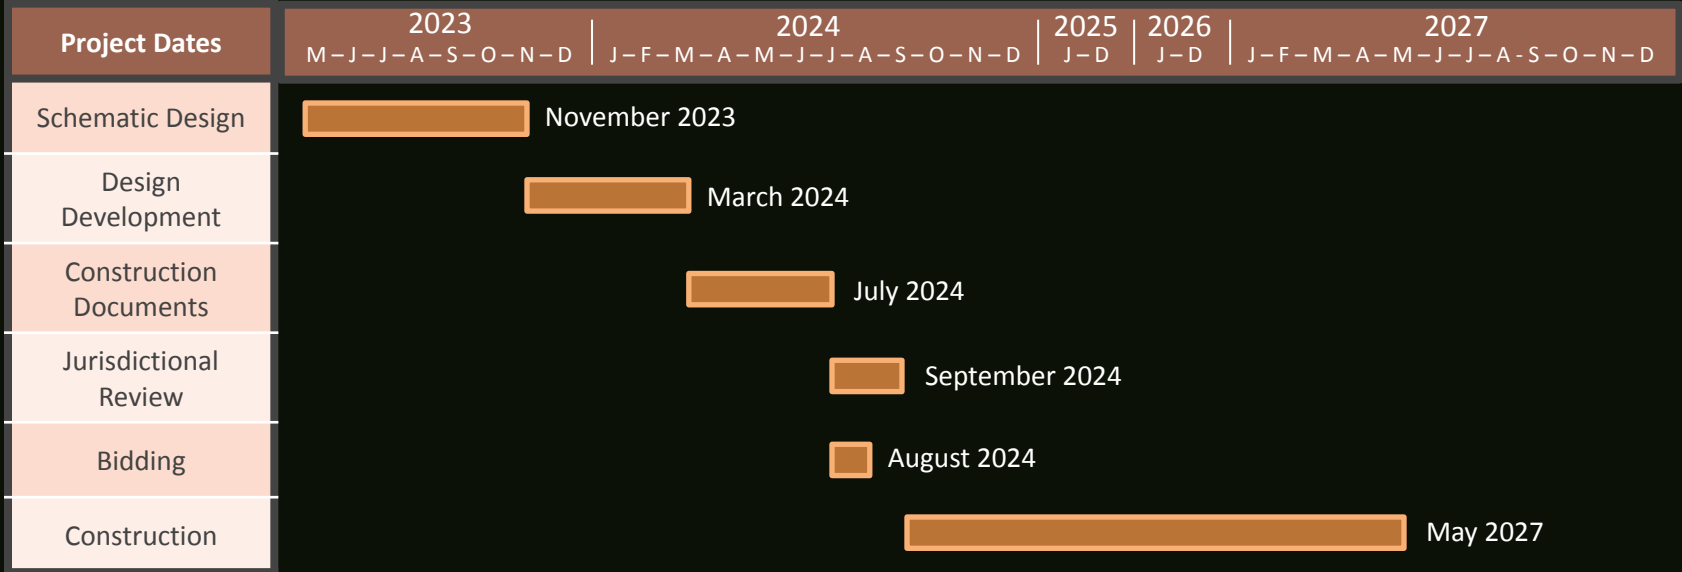 Project Dates
2023
2024
2025
2026
2027
M – J – J – A – S – O – N – D
J – F – M – A – M – J – J – A – S – O – N – D
J – D
J – D
J – F – M – A – M – J – J – A - S – O – N – D
Schematic Design
November 2023
Design
Development
March 2024
Construction
Documents
July 2024
Jurisdictional
Review
September 2024
Bidding
August 2024
Construction
May 2027